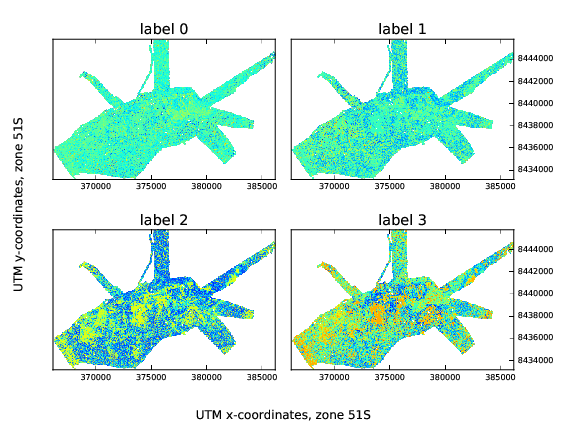 label 0
label 1
8444000
8442000
8440000
8438000
8436000
8434000
370000 375000 380000 385000
370000 375000 380000 385000
UTM y-coordinates, zone 51S
label 2
label 3
8444000
8442000
8440000
8438000
8436000
8434000
370000 375000 380000 385000
370000 375000 380000 385000
UTM x-coordinates, zone 51S